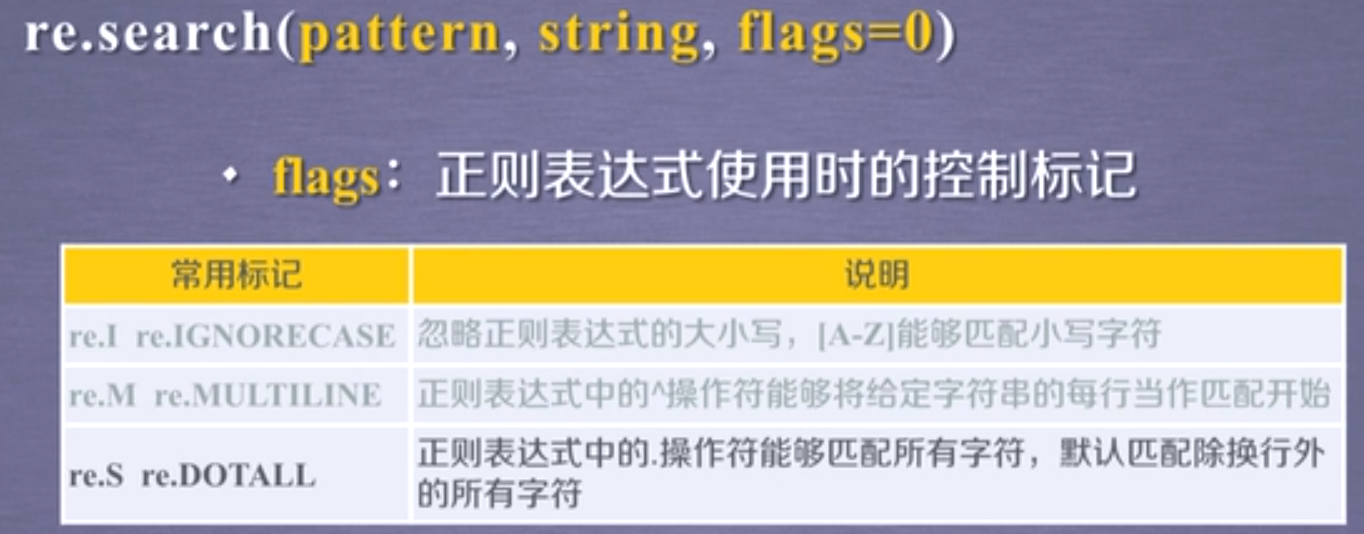 re.search(pattern, string, flags=0)
• flags： 正则表达式使用时的控制标记
常用标记 说明
re.I re.IGNORECASE 忽略正则表达式的大小写，[A‐Z]能够匹配小写字符
re.M re.MULTILINE 正则表达式中的^操作符能够将给定字符串的每行当作匹配开始
re.S re.DOTALL 正则表达式中的.操作符能够匹配所有字符，默认匹配除换行外
的所有字符